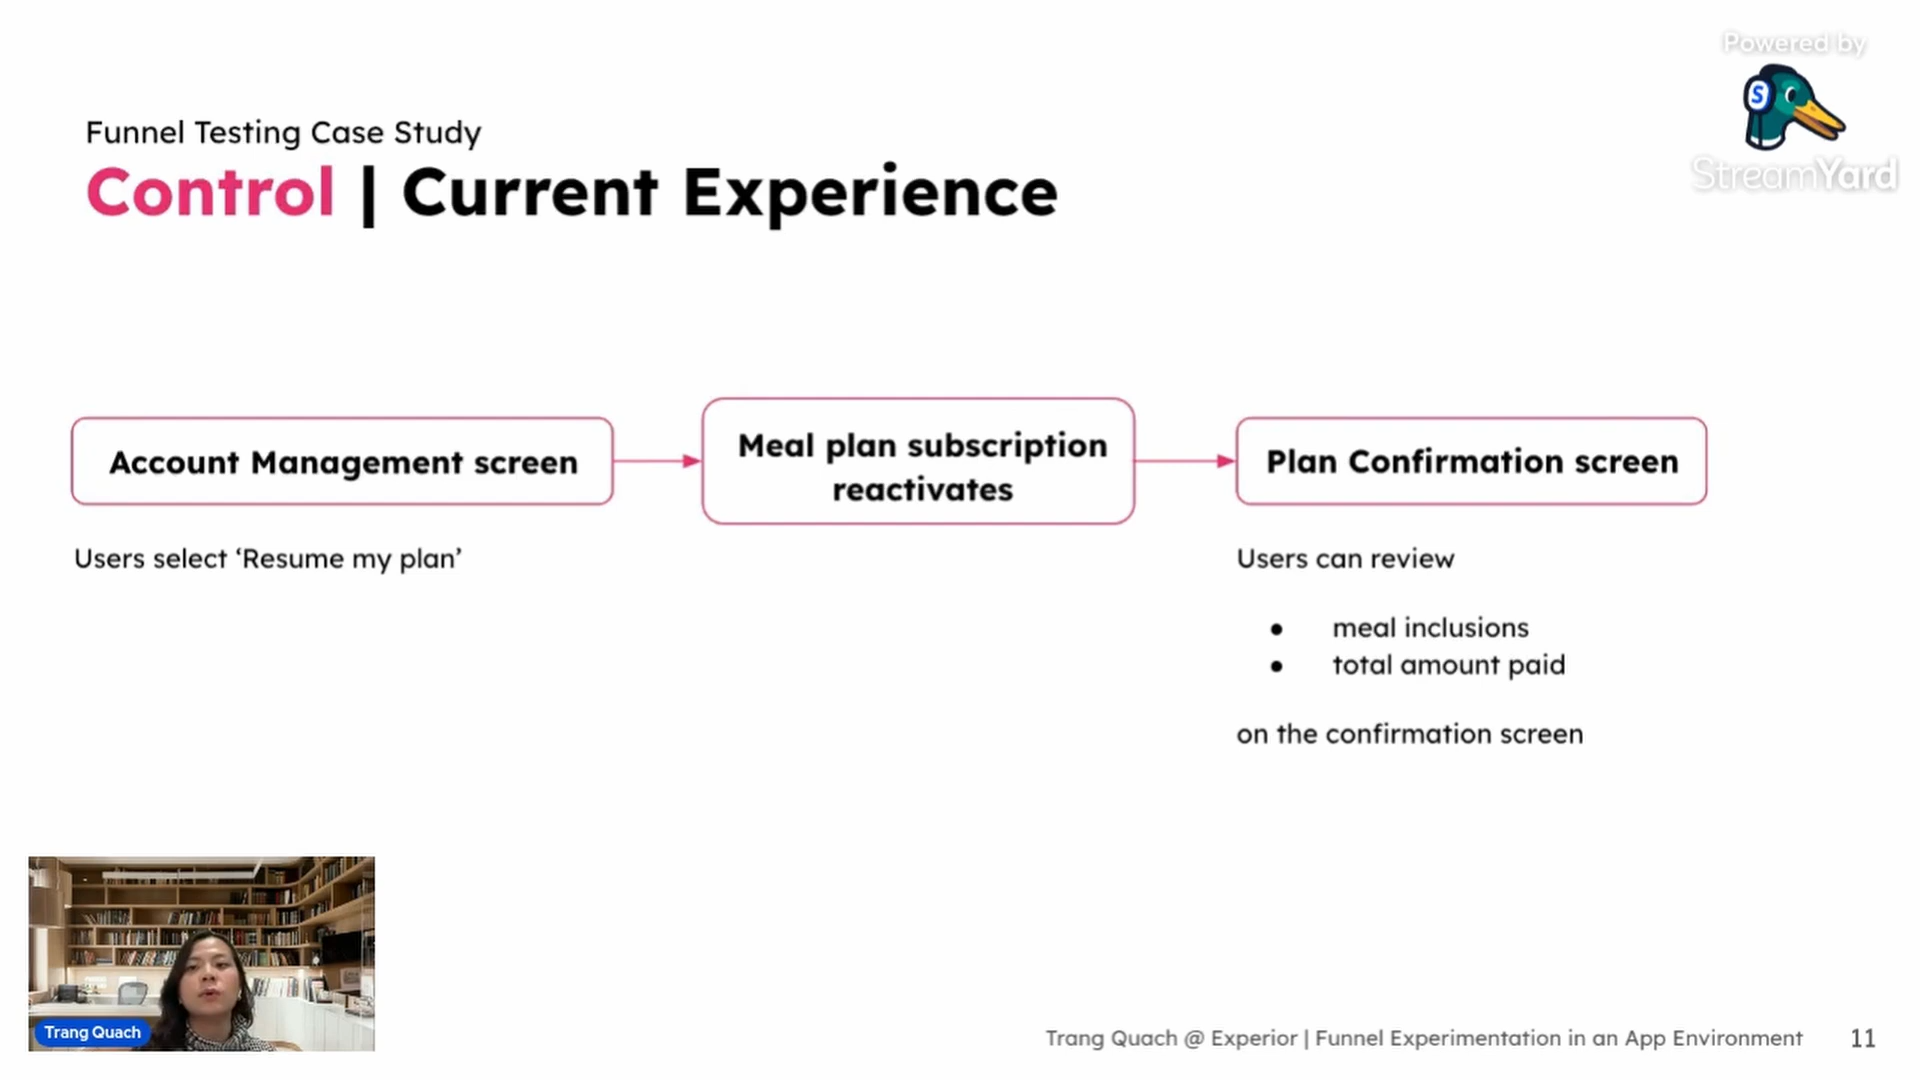 Powered by
StreamYard
Funnel Testing Case Study
Control | Current Experience
Account Management screen
Meal plan subscription
reactivates
Plan Confirmation screen
Users select ‘Resume my plan’
Users can review
● meal inclusions
● total amount paid
on the confirmation screen
Trang Quach
Trang Quach @ Experior | Funnel Experimentation in an App Environment 11